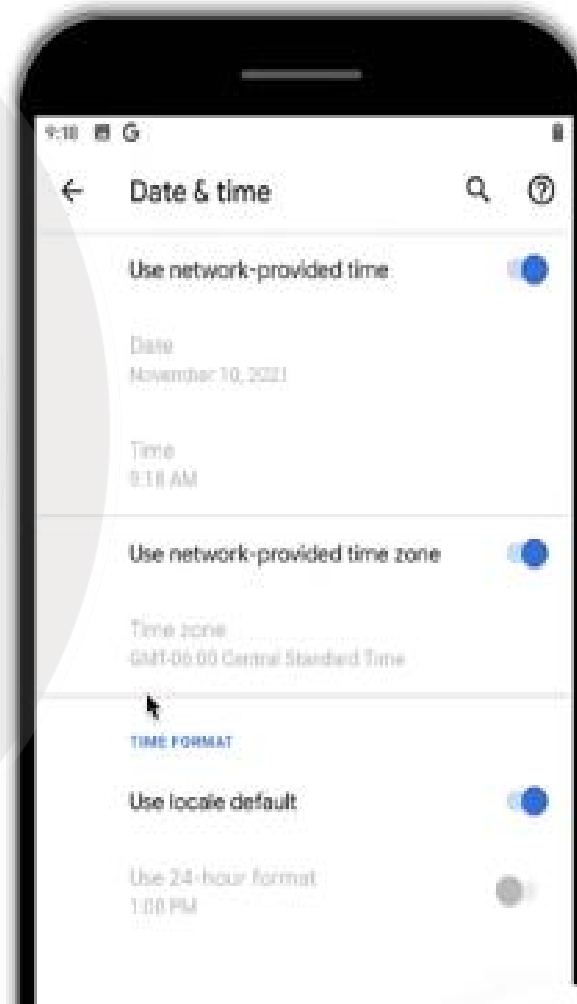 9:18 G
Date & time
Use network-provided time
Date
November 10, 2021
Time
9:18 AM
Use network-provided time zone
Time zone
GMT-06:00 Central Standard Time
TIME FORMAT
Use locale default
Use 24-hour format
1:00 PM